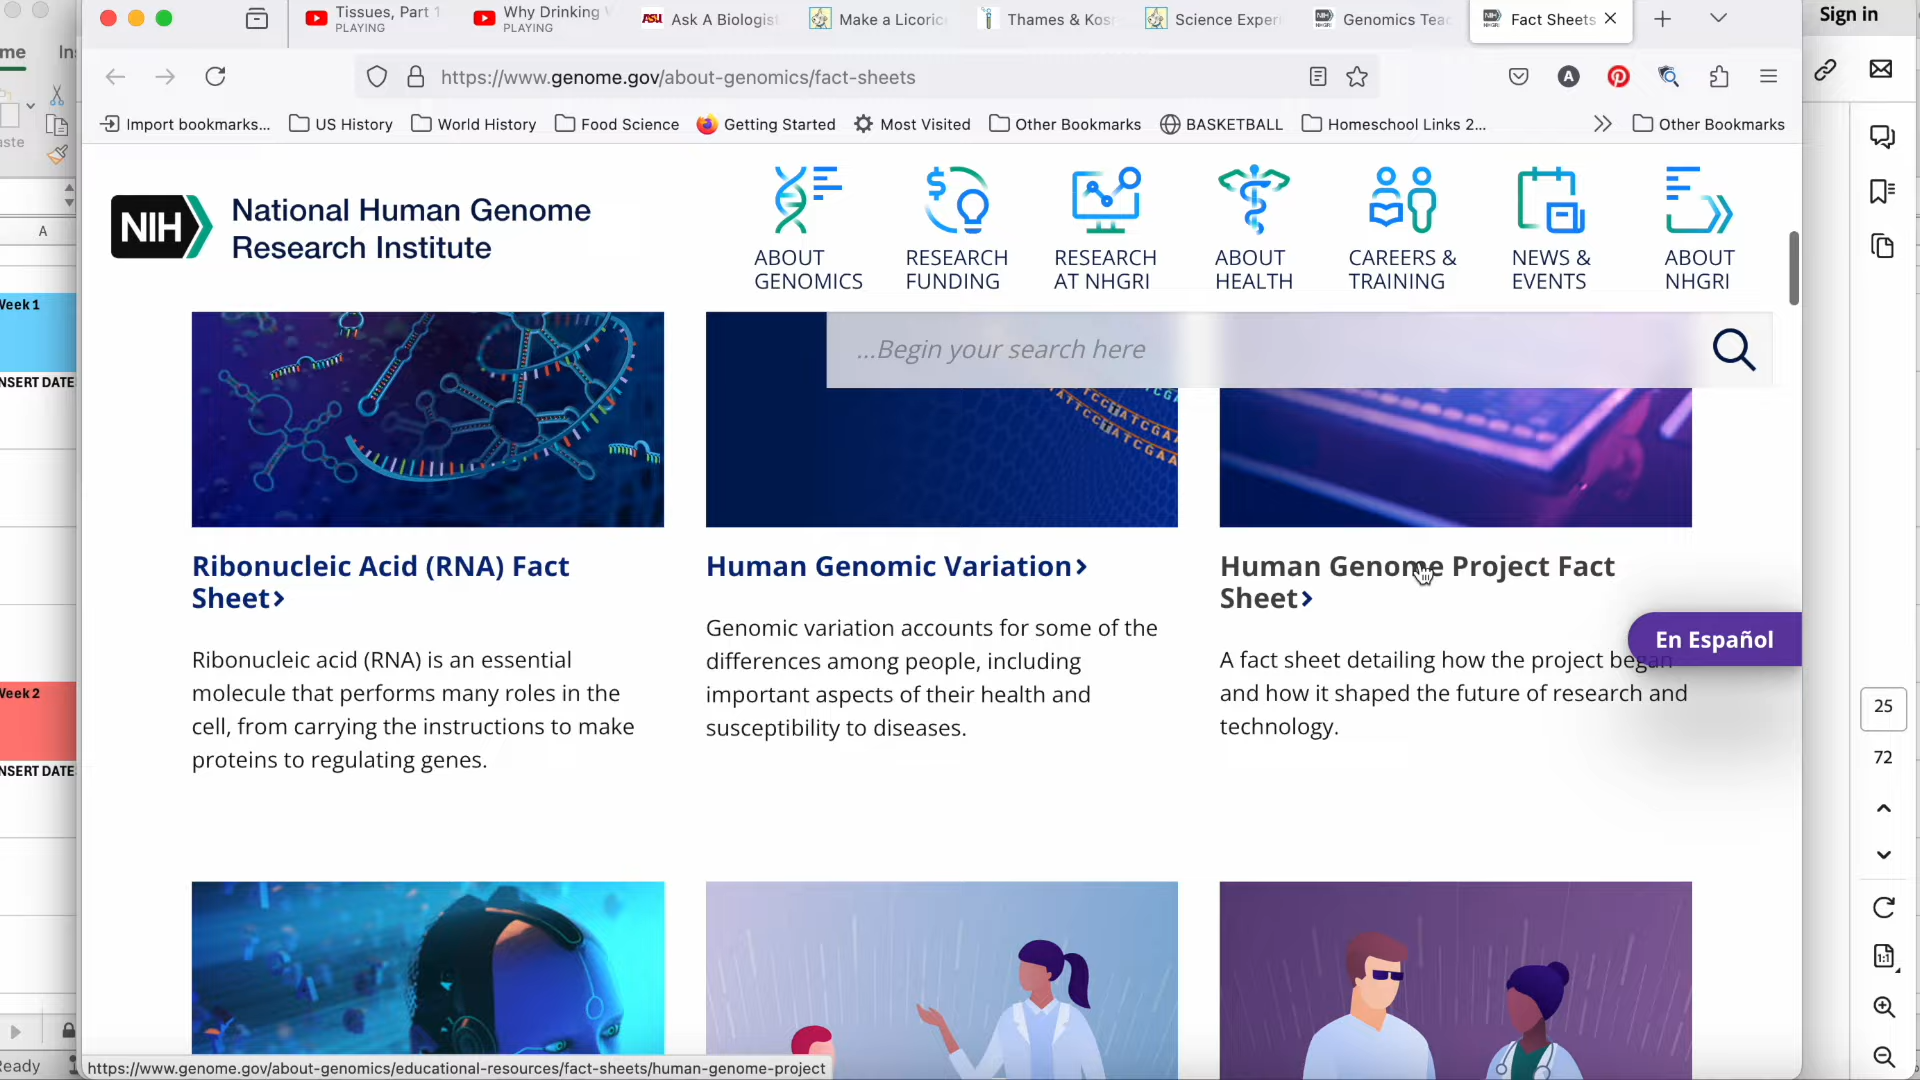 Sign in
Tissues, Part 1
PLAYING
Why Drinking
PLAYING
ASU Ask A Biologist
Make a Licoric
Thames & Kos
Science Exper
Genomics Tea
Fact Sheets
https://www.genome.gov/about-genomics/fact-sheets
A
Import bookmarks...
US History
World History
Food Science
Getting Started
Most Visited
Other Bookmarks
BASKETBALL
Homeschool Links 2...
Other Bookmarks
me
In
aste
A
Week 1
NSERT DATE
Week 2
NSERT DATE
eady
NIH
National Human Genome
Research Institute
ABOUT
GENOMICS
RESEARCH
FUNDING
RESEARCH
AT NHGRI
ABOUT
HEALTH
CAREERS &
TRAINING
NEWS &
EVENTS
ABOUT
NHGRI
...Begin your search here
Ribonucleic Acid (RNA) Fact
Sheet>
Ribonucleic acid (RNA) is an essential
molecule that performs many roles in the
cell, from carrying the instructions to make
proteins to regulating genes.
Human Genomic Variation>
Genomic variation accounts for some of the
differences among people, including
important aspects of their health and
susceptibility to diseases.
Human Genome Project Fact
Sheet>
A fact sheet detailing how the project began
and how it shaped the future of research and
technology.
En Español
25
72
1:1
https://www.genome.gov/about-genomics/educational-resources/fact-sheets/human-genome-project